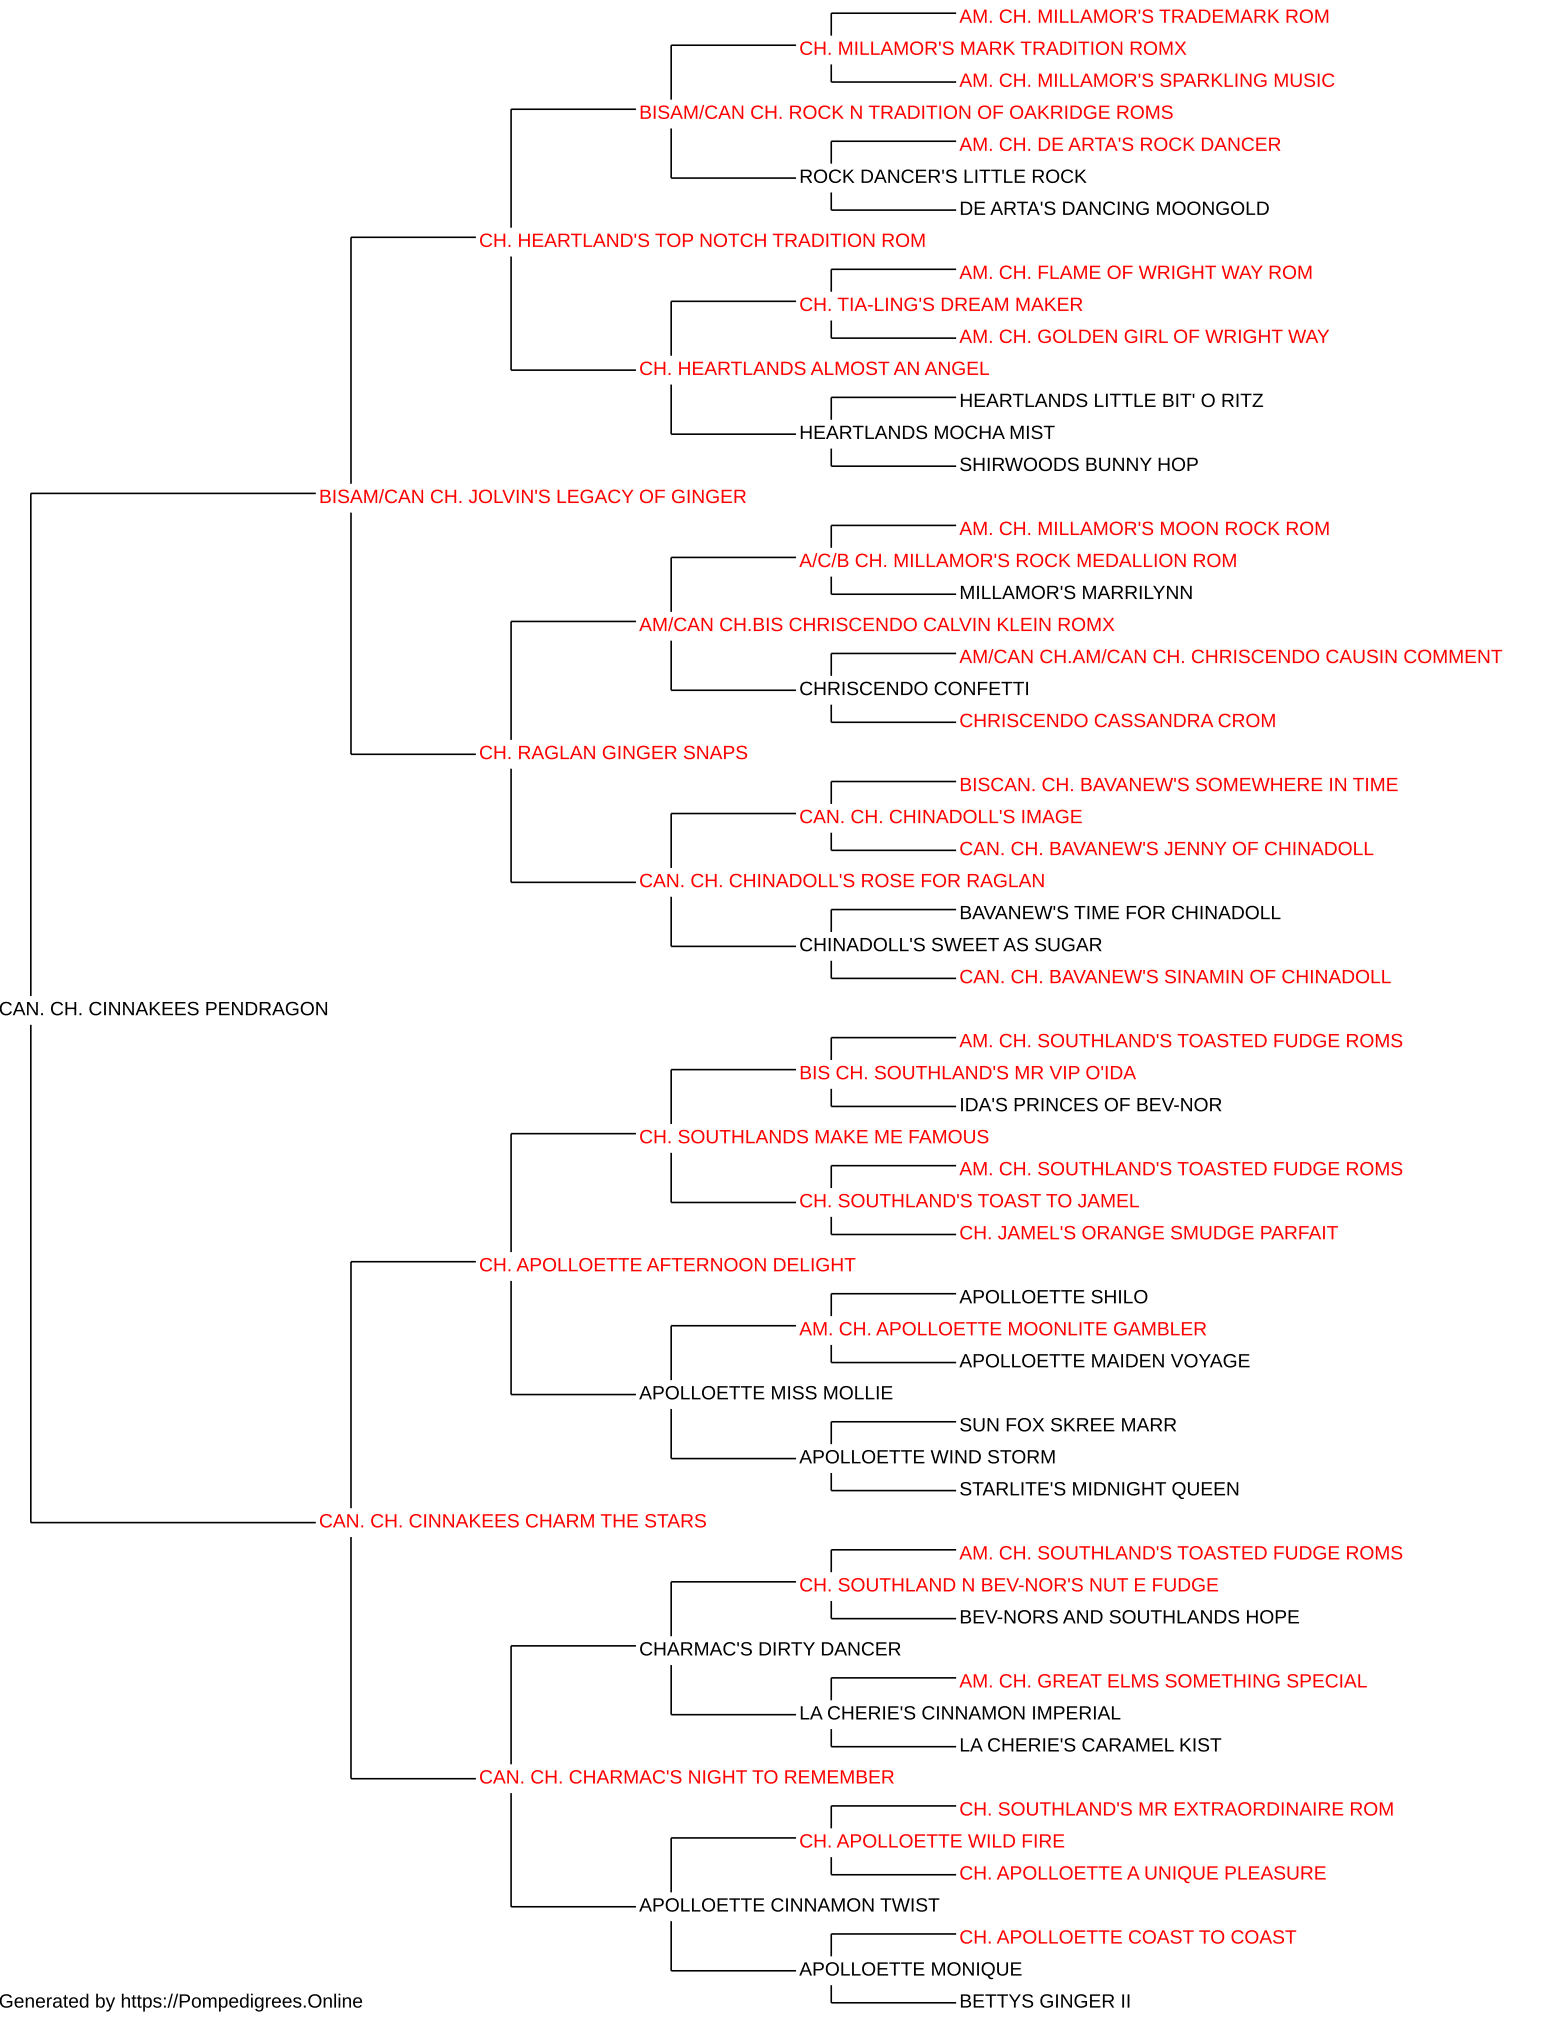 AM. CH. MILLAMOR'S TRADEMARK ROM
CH. MILLAMOR'S MARK TRADITION ROMX
AM. CH. MILLAMOR'S SPARKLING MUSIC
BISAM/CAN CH. ROCK N TRADITION OF OAKRIDGE ROMS
AM. CH. DE ARTA'S ROCK DANCER
ROCK DANCER'S LITTLE ROCK
DE ARTA'S DANCING MOONGOLD
CH. HEARTLAND'S TOP NOTCH TRADITION ROM
AM. CH. FLAME OF WRIGHT WAY ROM
CH. TIA-LING'S DREAM MAKER
AM. CH. GOLDEN GIRL OF WRIGHT WAY
CH. HEARTLANDS ALMOST AN ANGEL
HEARTLANDS LITTLE BIT' O RITZ
HEARTLANDS MOCHA MIST
SHIRWOODS BUNNY HOP
BISAM/CAN CH. JOLVIN'S LEGACY OF GINGER
AM. CH. MILLAMOR'S MOON ROCK ROM
A/C/B CH. MILLAMOR'S ROCK MEDALLION ROM
MILLAMOR'S MARRILYNN
AM/CAN CH.BIS CHRISCENDO CALVIN KLEIN ROMX
AM/CAN CH.AM/CAN CH. CHRISCENDO CAUSIN COMMENT
CHRISCENDO CONFETTI
CHRISCENDO CASSANDRA CROM
CH. RAGLAN GINGER SNAPS
BISCAN. CH. BAVANEW'S SOMEWHERE IN TIME
CAN. CH. CHINADOLL'S IMAGE
CAN. CH. BAVANEW'S JENNY OF CHINADOLL
CAN. CH. CHINADOLL'S ROSE FOR RAGLAN
BAVANEW'S TIME FOR CHINADOLL
CHINADOLL'S SWEET AS SUGAR
CAN. CH. BAVANEW'S SINAMIN OF CHINADOLL
CAN. CH. CINNAKEES PENDRAGON
AM. CH. SOUTHLAND'S TOASTED FUDGE ROMS
BIS CH. SOUTHLAND'S MR VIP O'IDA
IDA'S PRINCES OF BEV-NOR
CH. SOUTHLANDS MAKE ME FAMOUS
AM. CH. SOUTHLAND'S TOASTED FUDGE ROMS
CH. SOUTHLAND'S TOAST TO JAMEL
CH. JAMEL'S ORANGE SMUDGE PARFAIT
CH. APOLLOETTE AFTERNOON DELIGHT
APOLLOETTE SHILO
AM. CH. APOLLOETTE MOONLITE GAMBLER
APOLLOETTE MAIDEN VOYAGE
APOLLOETTE MISS MOLLIE
SUN FOX SKREE MARR
APOLLOETTE WIND STORM
STARLITE'S MIDNIGHT QUEEN
CAN. CH. CINNAKEES CHARM THE STARS
AM. CH. SOUTHLAND'S TOASTED FUDGE ROMS
CH. SOUTHLAND N BEV-NOR'S NUT E FUDGE
BEV-NORS AND SOUTHLANDS HOPE
CHARMAC'S DIRTY DANCER
AM. CH. GREAT ELMS SOMETHING SPECIAL
LA CHERIE'S CINNAMON IMPERIAL
LA CHERIE'S CARAMEL KIST
CAN. CH. CHARMAC'S NIGHT TO REMEMBER
CH. SOUTHLAND'S MR EXTRAORDINAIRE ROM
CH. APOLLOETTE WILD FIRE
CH. APOLLOETTE A UNIQUE PLEASURE
APOLLOETTE CINNAMON TWIST
CH. APOLLOETTE COAST TO COAST
APOLLOETTE MONIQUE
BETTYS GINGER II
Generated by https://Pompedigrees.Online